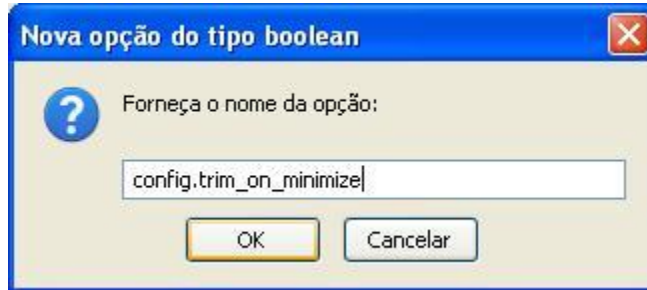 Nova opção do tipo boolean
Forneça o nome da opção:
config.trim_on_minimize
OK Cancelar